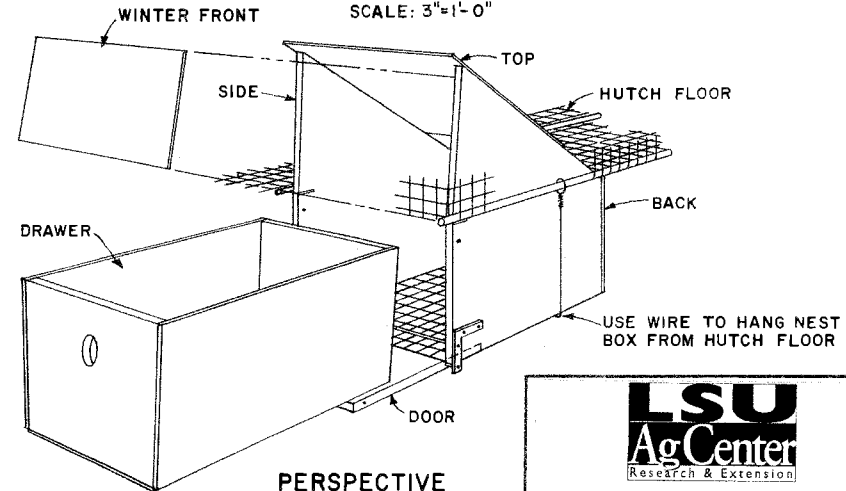 SCALE: 3"=1'-0"
WINTER FRONT
TOP
SIDE
HUTCH FLOOR
BACK
DRAWER
USE WIRE TO HANG NEST
BOX FROM HUTCH FLOOR
DOOR
PERSPECTIVE
LSU
AgCenter
Research & Extension